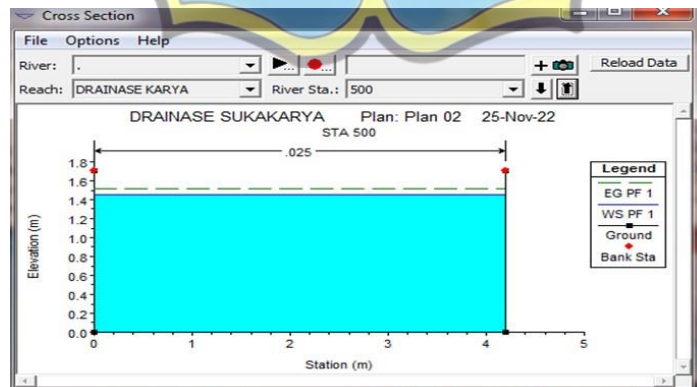 Cross Section
File Options Help
River: . Reload Data
Reach: DRAINASE KARYA River Sta.: 500
DRAINASE SUKAKARYA Plan: Plan 02 25-Nov-22
STA 500
.025
1.8
1.6
1.4
1.2
1.0
0.8
0.6
0.4
0.2
0.0
Elevation (m)
0 1 2 3 4 5
Station (m)
Legend
EG PF 1
WS PF 1
Ground
Bank Sta